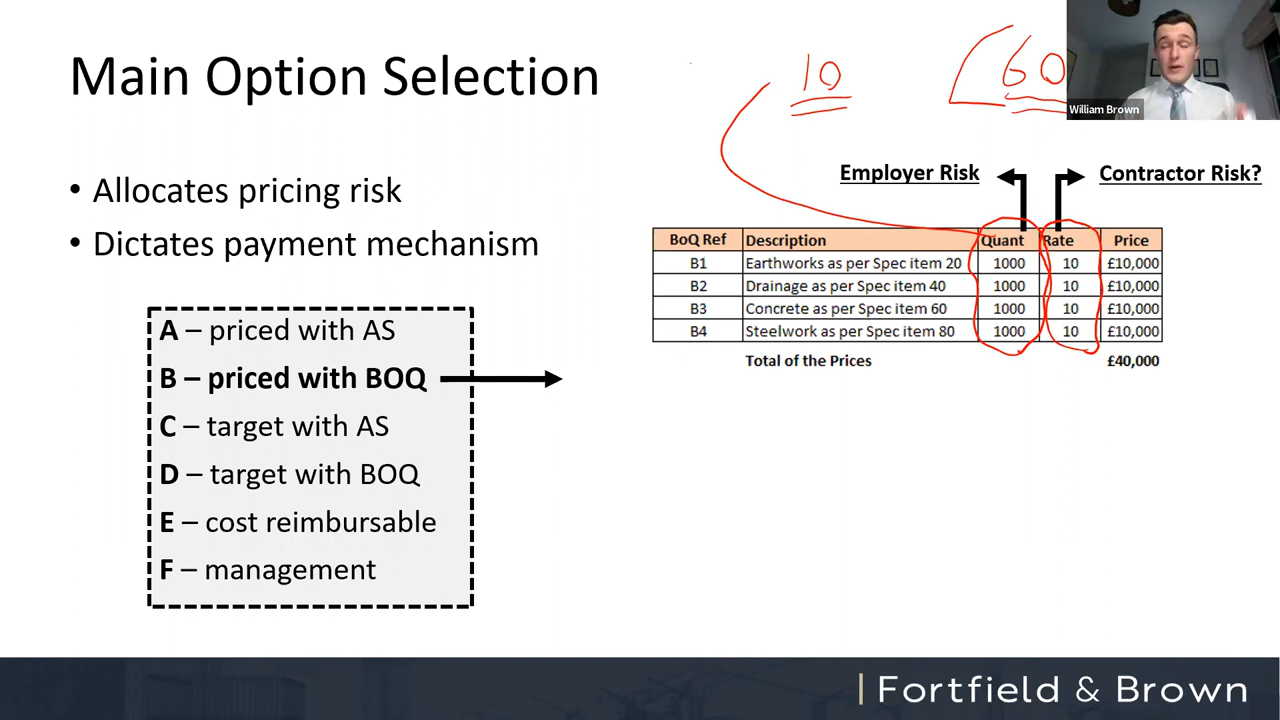 Main Option Selection
10
60
William Brown
• Allocates pricing risk
• Dictates payment mechanism
A – priced with AS
B – priced with BOQ
C – target with AS
D – target with BOQ
E – cost reimbursable
F – management
Employer Risk
Contractor Risk?
BoQ Ref Description Quant Rate Price
B1 Earthworks as per Spec item 20 1000 10 £10,000
B2 Drainage as per Spec item 40 1000 10 £10,000
B3 Concrete as per Spec item 60 1000 10 £10,000
B4 Steelwork as per Spec item 80 1000 10 £10,000
Total of the Prices £40,000
Fortfield & Brown